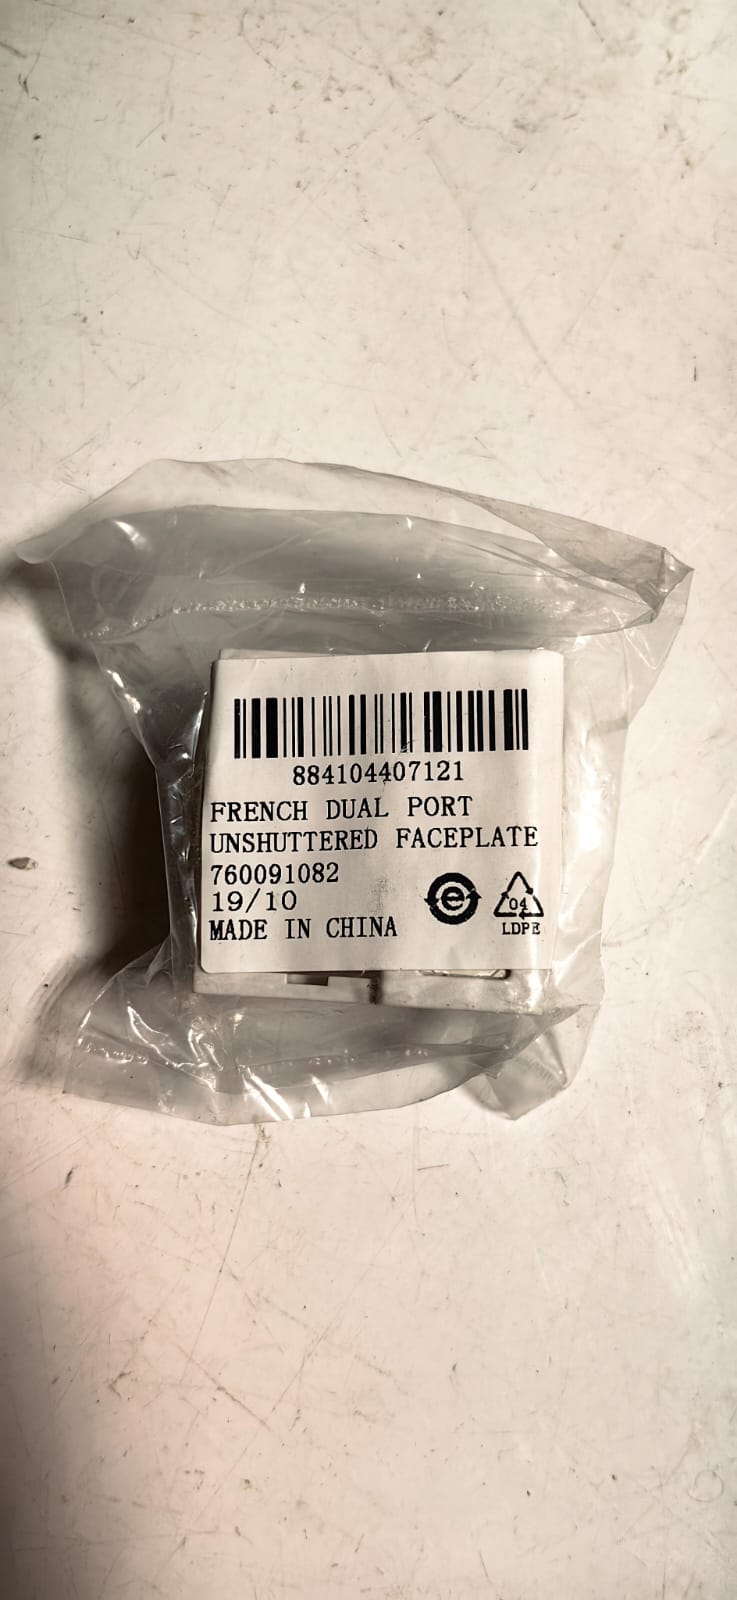 884104407121
FRENCH DUAL PORT
UNSHUTTERED FACEPLATE
760091082
19/10
MADE IN CHINA
e
04
LDPE